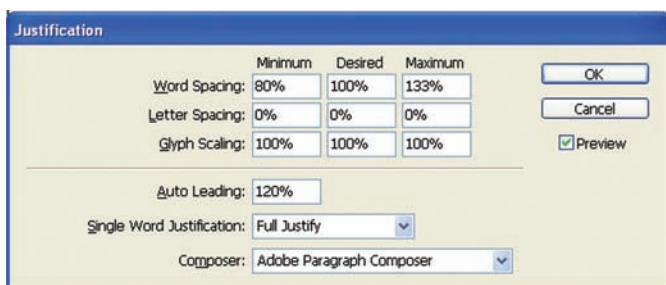 Justification
Minimum Desired Maximum
Word Spacing: 80% 100% 133% OK
Letter Spacing: 0% 0% 0% Cancel
Glyph Scaling: 100% 100% 100% Preview
Auto Leading: 120%
Single Word Justification: Full Justify
Composer: Adobe Paragraph Composer